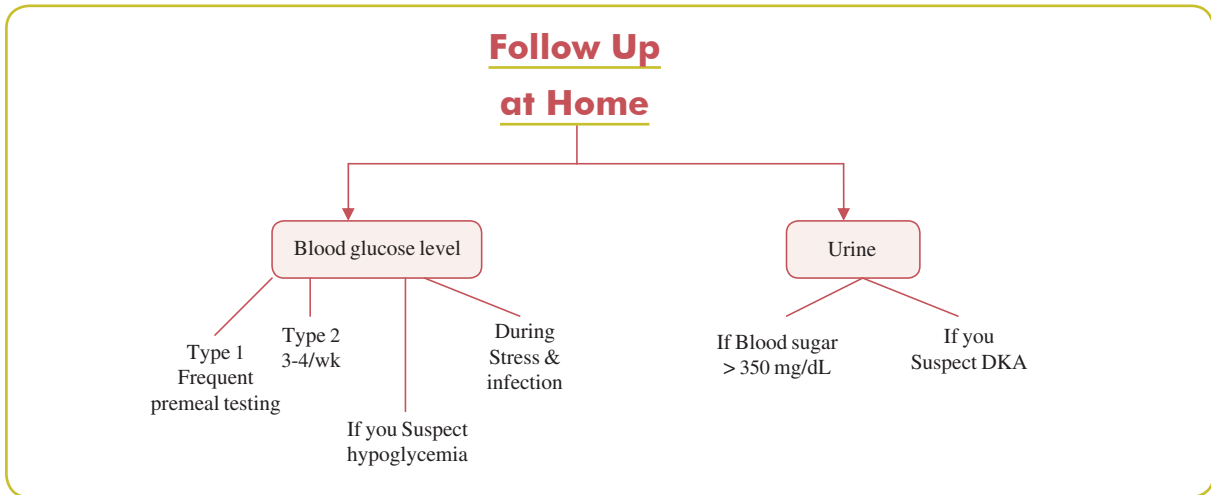 Follow Up
at Home
Blood glucose level
Urine
Type 1
Frequent
premeal testing
Type 2
3-4/wk
If you Suspect
hypoglycemia
During
Stress &
infection
If Blood sugar
> 350 mg/dL
If you
Suspect DKA